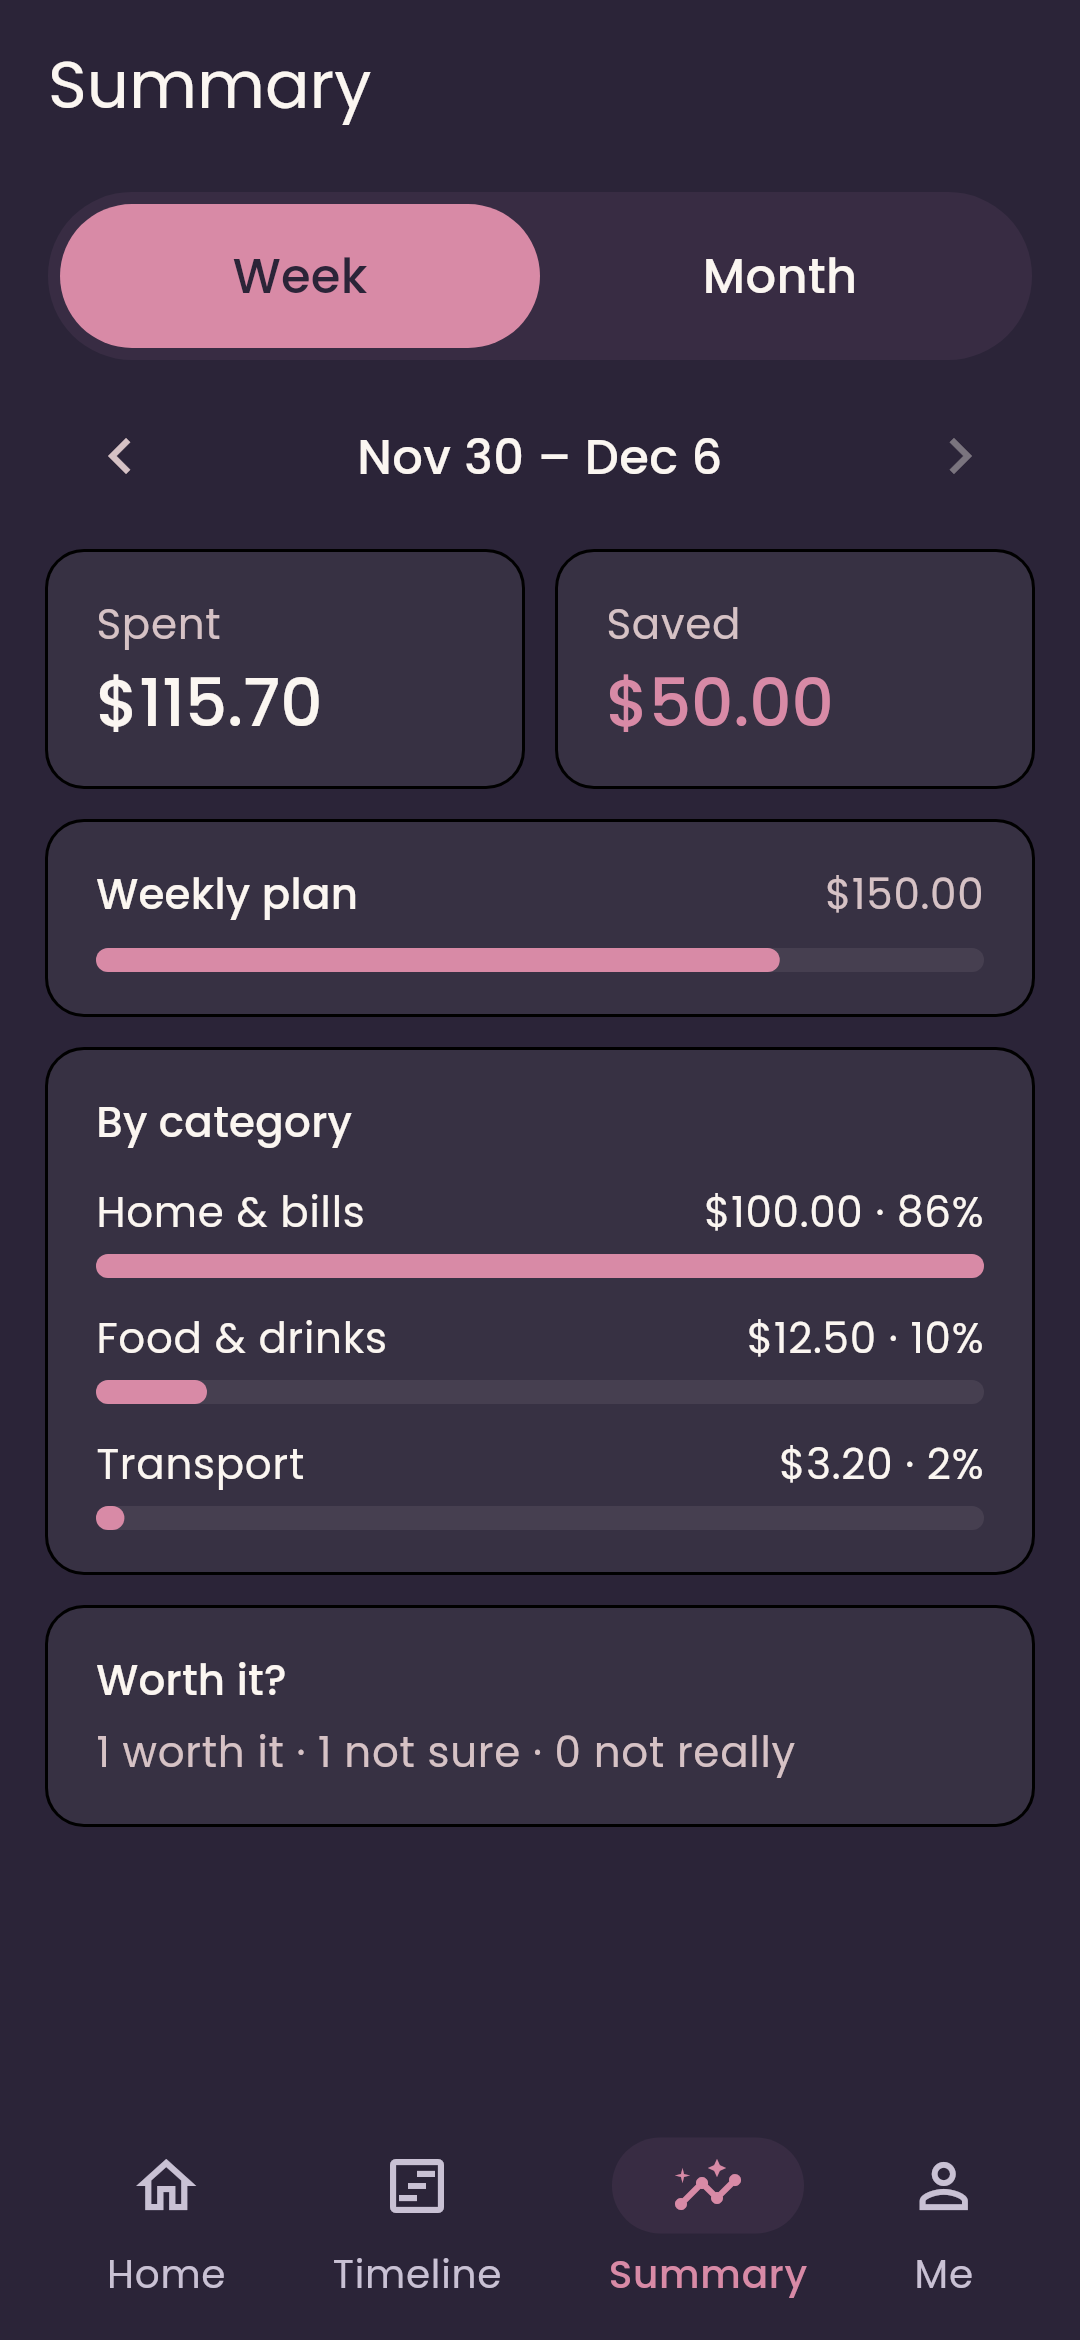 Summary
Week Month
Nov 30 – Dec 6
Spent Saved
$115.70 $50.00
Weekly plan $150.00
By category
Home & bills $100.00 · 86%
Food & drinks $12.50 · 10%
Transport $3.20 · 2%
Worth it?
1 worth it · 1 not sure · 0 not really
Home Timeline Summary Me